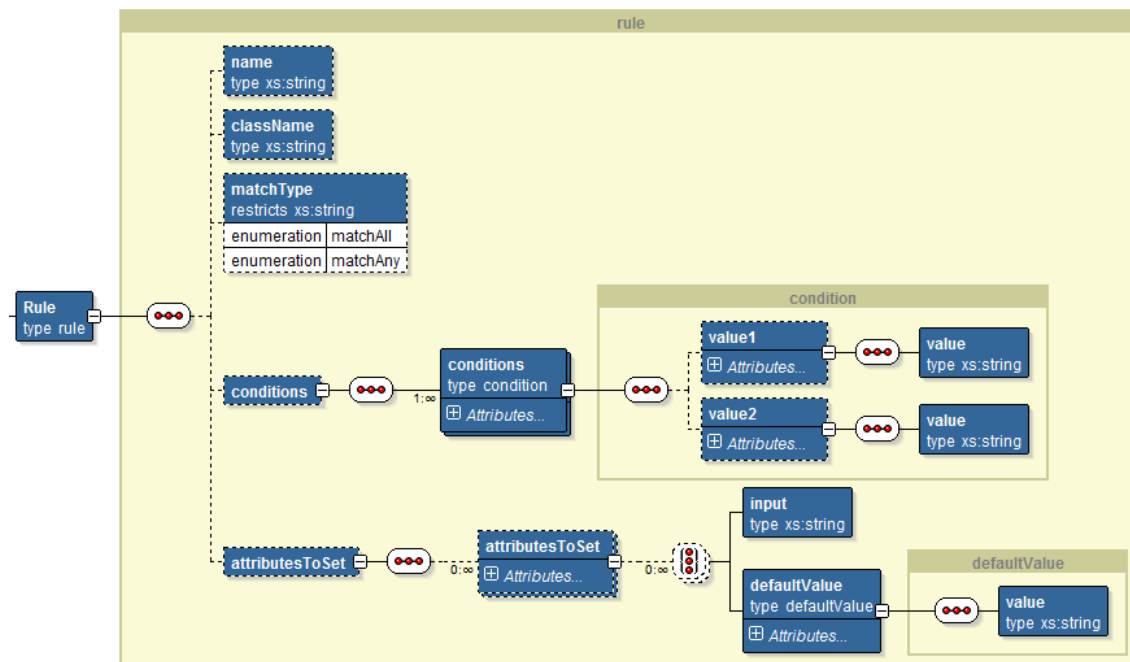 rule
name
type xs:string
className
type xs:string
matchType
restricts xs:string
enumeration matchAll
enumeration matchAny
Rule
type rule
conditions
1:∞
conditions
type condition
Attributes...
condition
value1
Attributes...
value
type xs:string
value2
Attributes...
value
type xs:string
attributesToSet
0:∞
attributesToSet
Attributes...
0:∞
input
type xs:string
defaultValue
type defaultValue
Attributes...
defaultValue
value
type xs:string